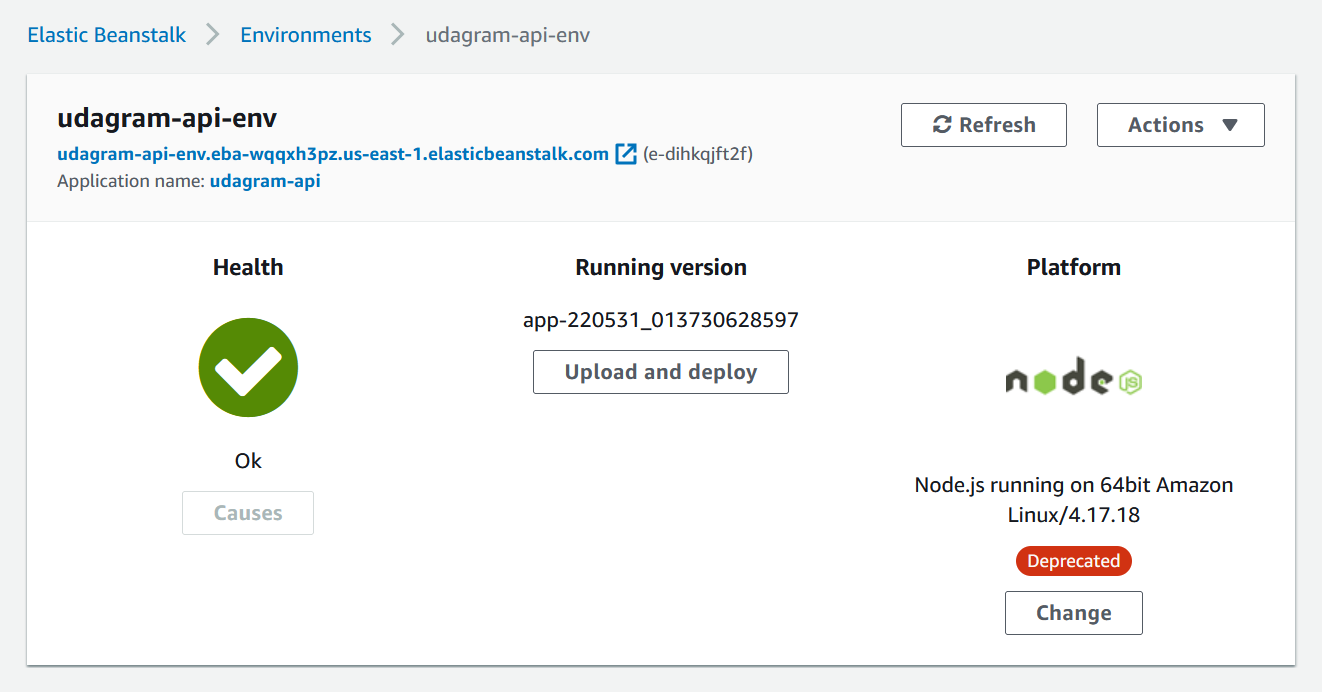 Elastic Beanstalk > Environments > udagram-api-env
udagram-api-env
Refresh
Actions
udagram-api-env.eba-wqqxh3pz.us-east-1.elasticbeanstalk.com (e-dihkqjft2f)
Application name: udagram-api
Health
Ok
Causes
Running version
app-220531_013730628597
Upload and deploy
Platform
node JS
Node.js running on 64bit Amazon
Linux/4.17.18
Deprecated
Change